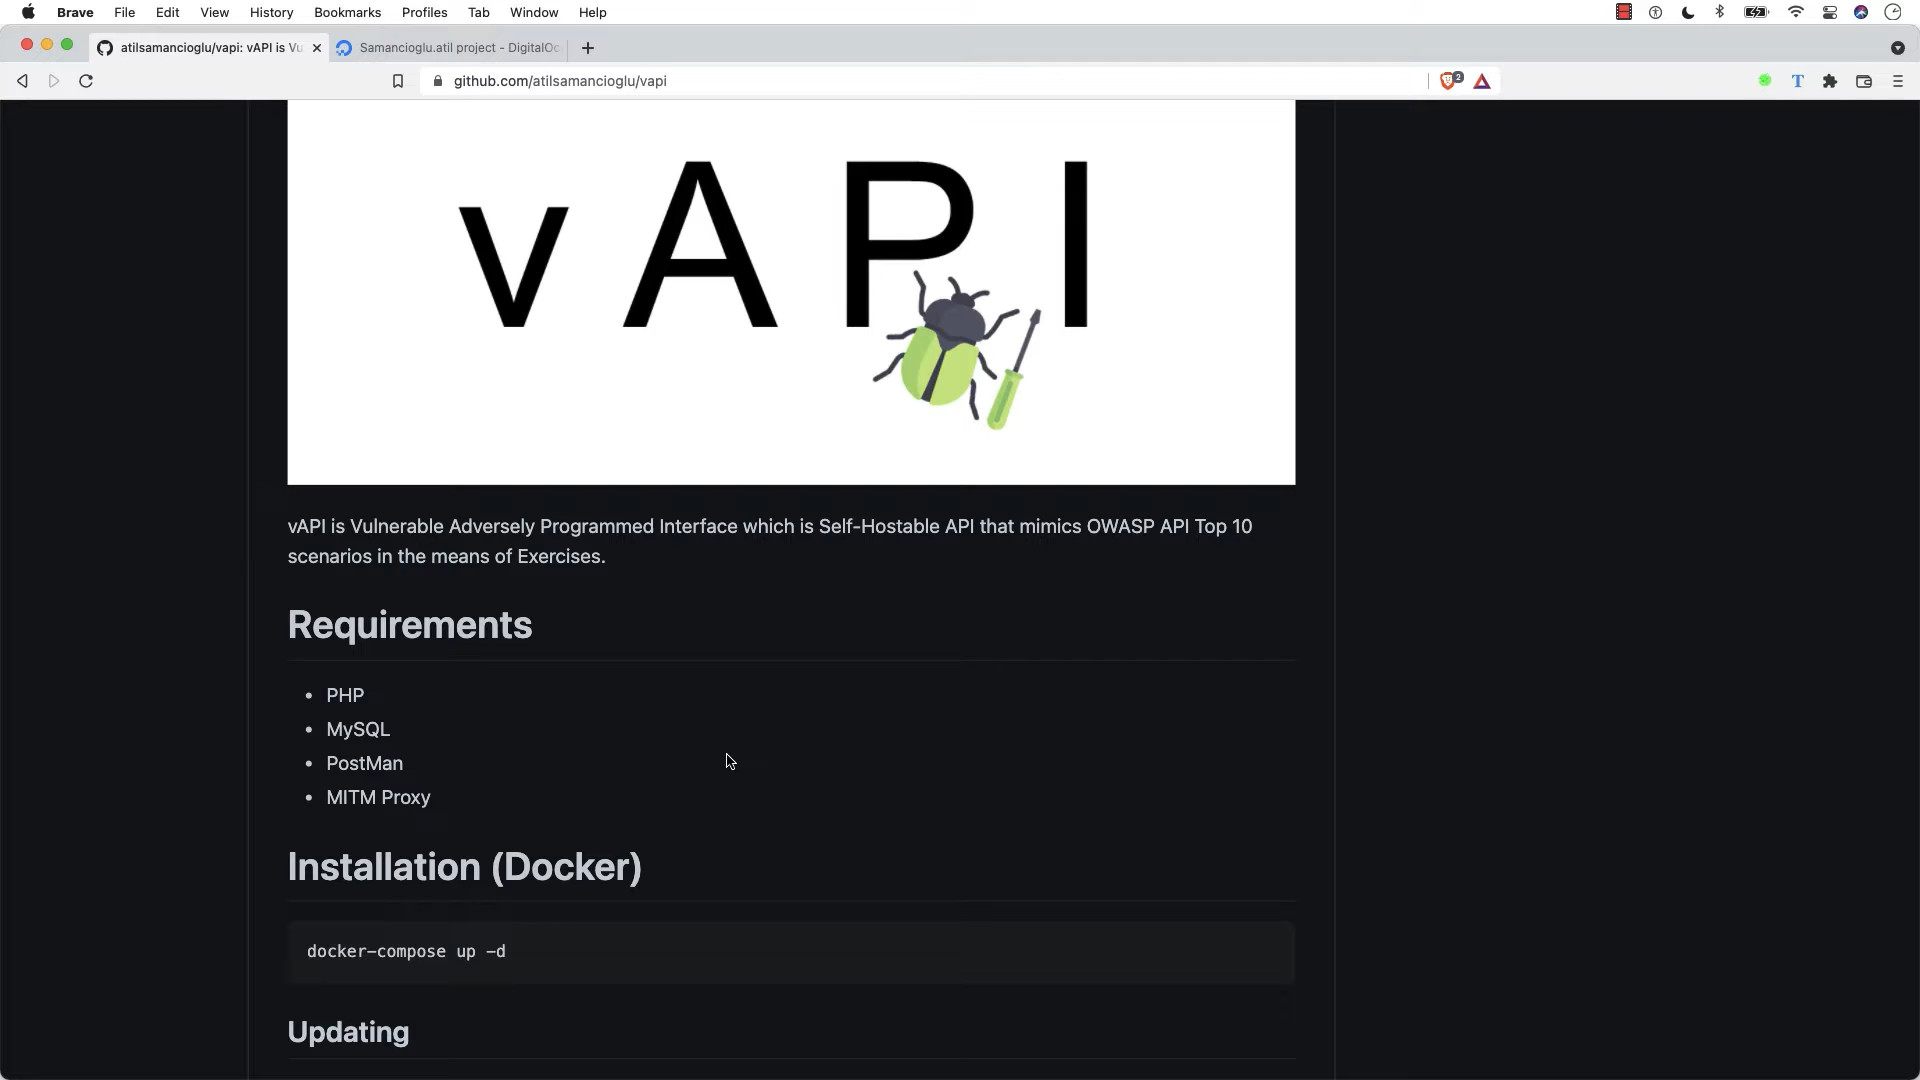 Brave File Edit View History Bookmarks Profiles Tab Window Help
atilsamancioglu/vapi: vAPI is Vu
Samancioglu.atil project - DigitalOc
github.com/atilsamancioglu/vapi
2
T
vAPI
vAPI is Vulnerable Adversely Programmed Interface which is Self-Hostable API that mimics OWASP API Top 10
scenarios in the means of Exercises.
Requirements
• PHP
• MySQL
• PostMan
• MITM Proxy
Installation (Docker)
docker-compose up -d
Updating